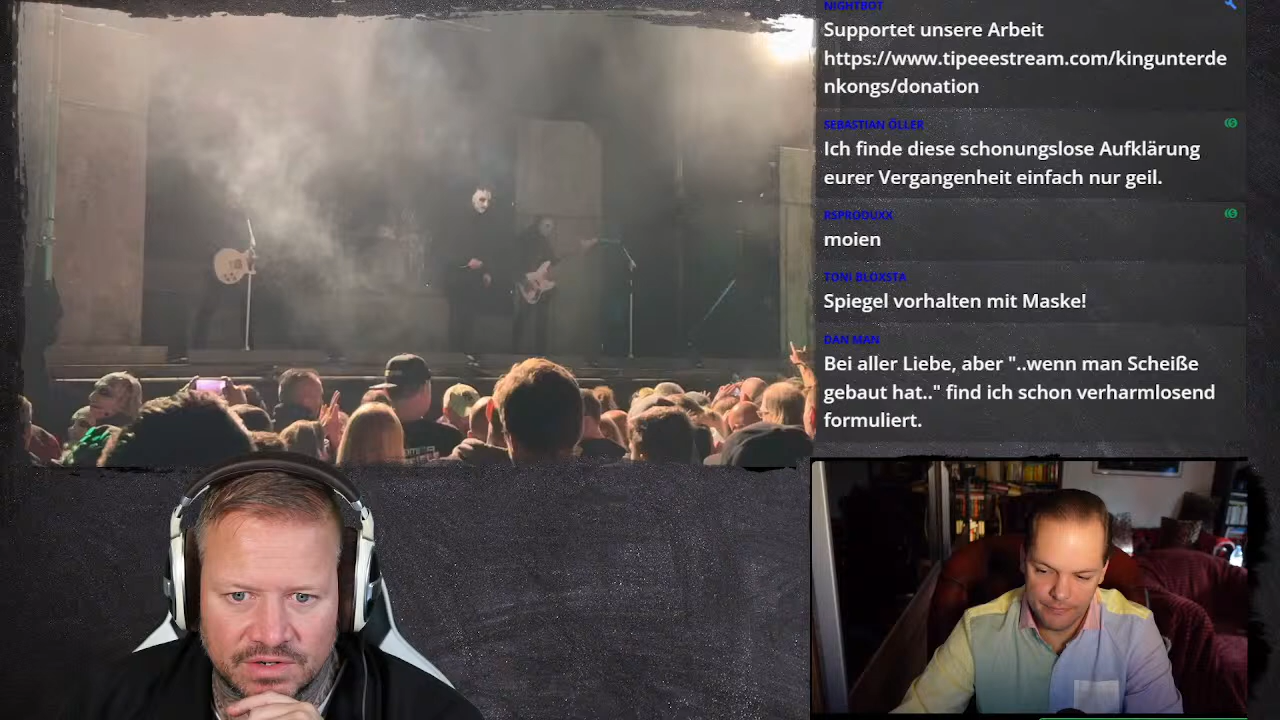 NIGHTBOT
Supportet unsere Arbeit
https://www.tipeeestream.com/kingunterde
nkongs/donation
SEBASTIAN ÖLLER
Ich finde diese schonungslose Aufklärung
eurer Vergangenheit einfach nur geil.
RSPRODUXX
moien
TONI BLOXSTA
Spiegel vorhalten mit Maske!
DAN MAN
Bei aller Liebe, aber "..wenn man Scheiße
gebaut hat.." find ich schon verharmlosend
formuliert.